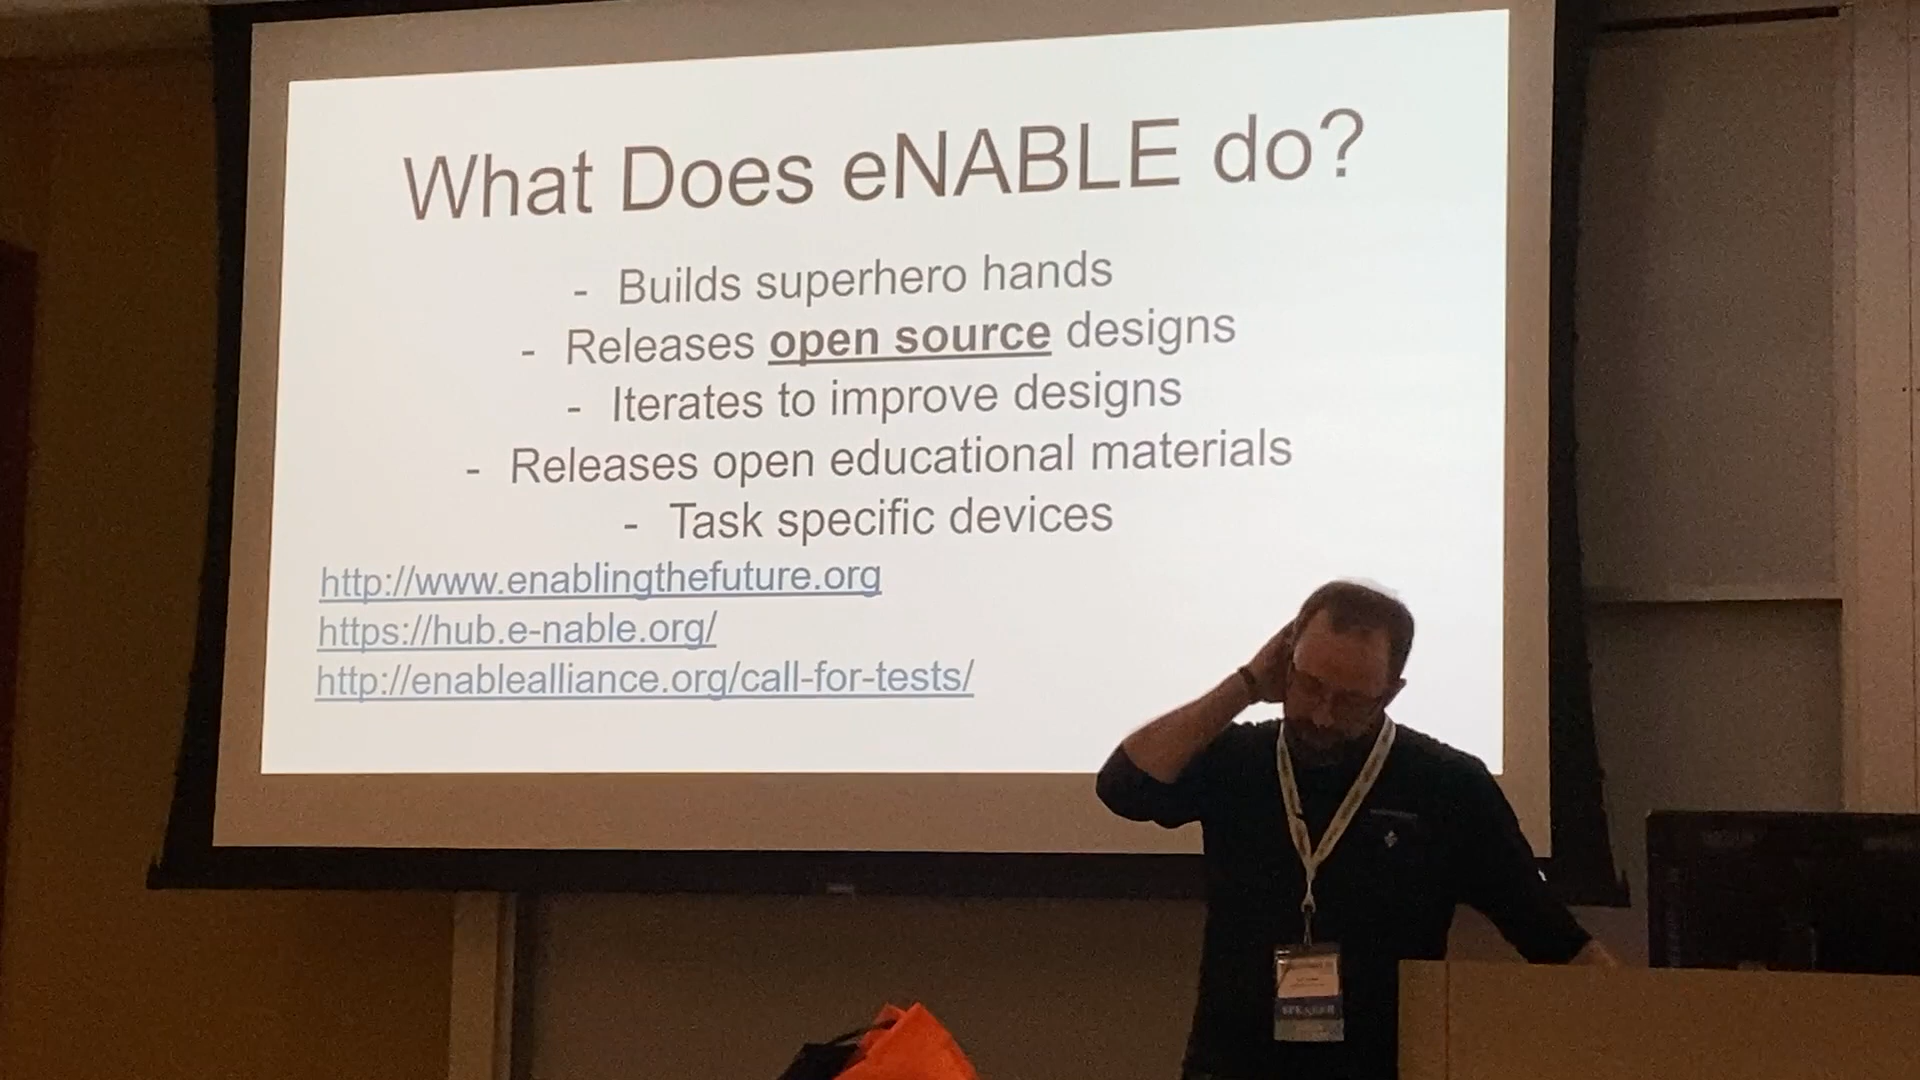 What Does eNABLE do?
- Builds superhero hands
- Releases open source designs
- Iterates to improve designs
- Releases open educational materials
- Task specific devices
http://www.enablingthefuture.org
https://hub.e-nable.org/
http://enablealliance.org/call-for-tests/
SPEAKER